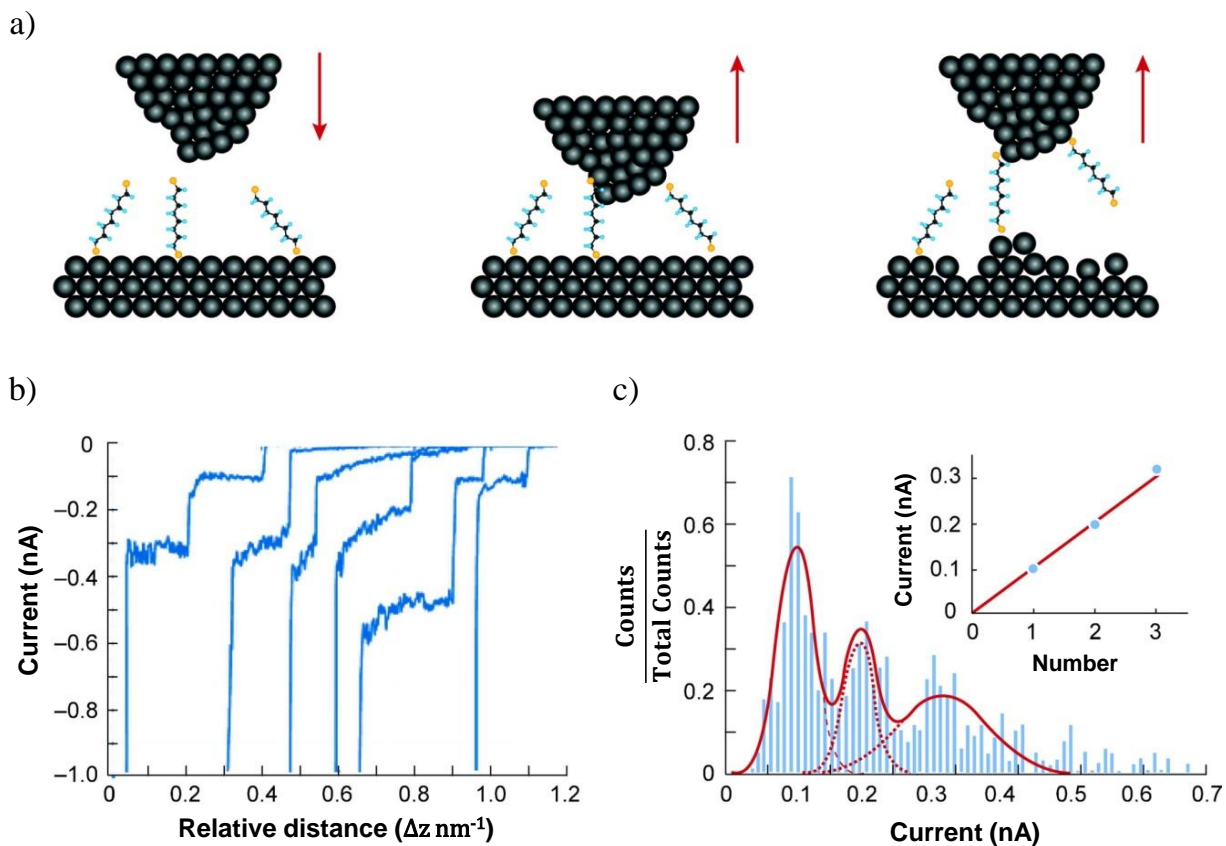 a)
b)
0
−0.2
−0.4
−0.6
−0.8
−1.0
Current (nA)
0 0.2 0.4 0.6 0.8 1.0 1.2
Relative distance (Δz nm⁻¹)
c)
0.8
0.6
0.4
0.2
0
Counts
Total Counts
0 0.1 0.2 0.3 0.4 0.5 0.6 0.7
Current (nA)
0.3
0.2
0.1
0
Current (nA)
0 1 2 3
Number